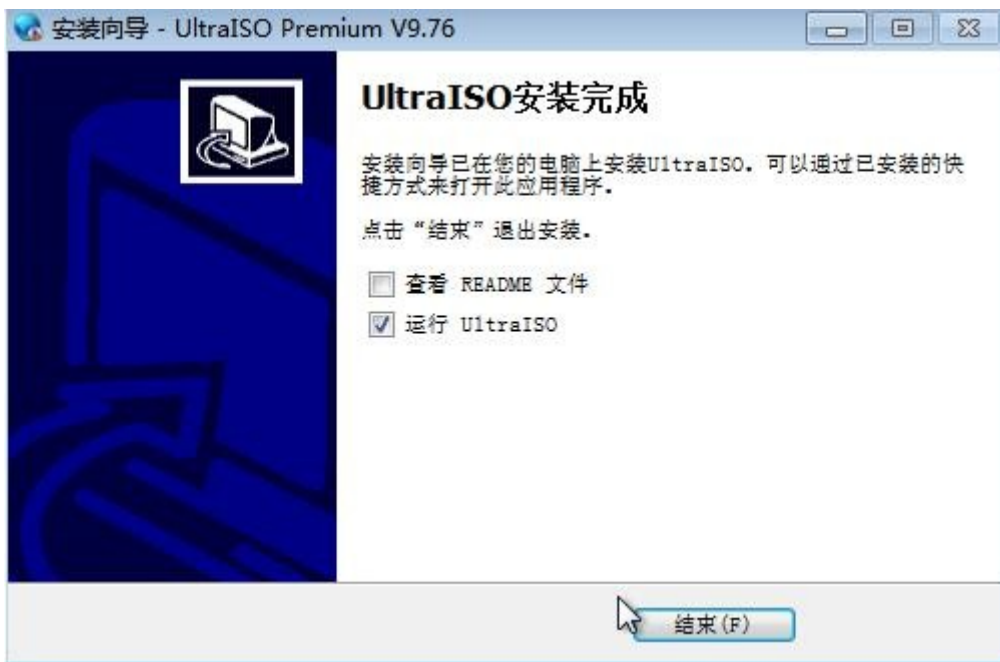 安装向导 - UltraISO Premium V9.76
UltraISO安装完成
安装向导已在您的电脑上安装UltraISO. 可以通过已安装的快
捷方式来打开此应用程序.
点击“结束”退出安装.
查看 README 文件
运行 UltraISO
结束(F)